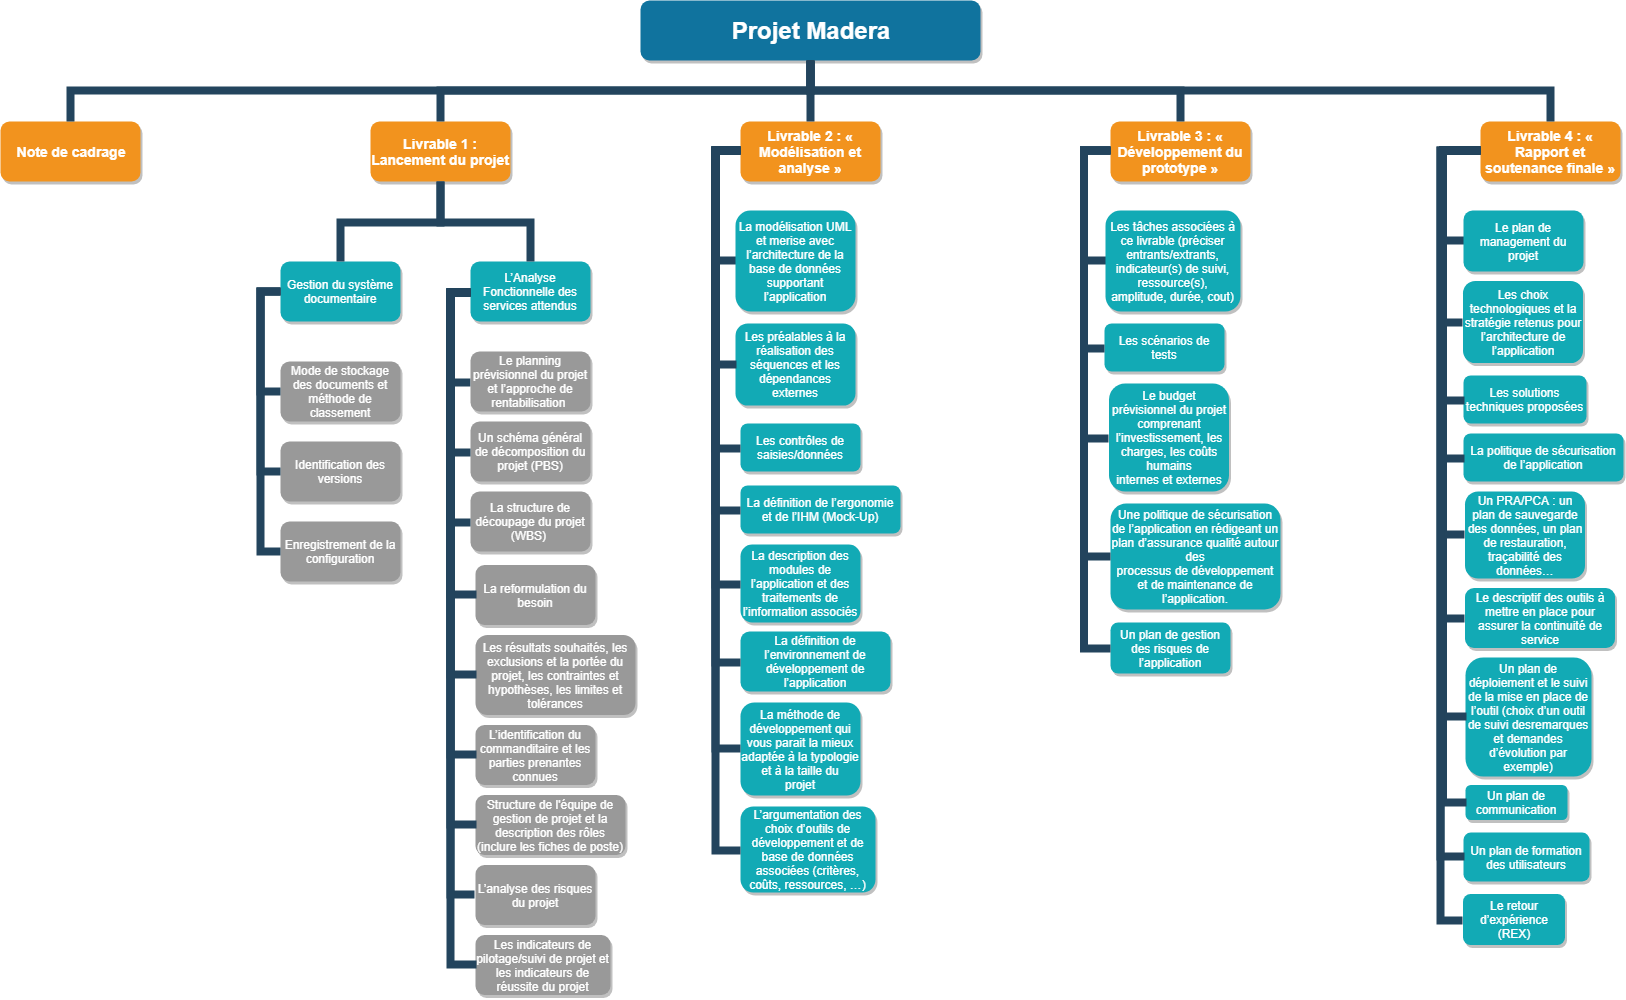 Projet Madera
Note de cadrage
Livrable 1 :
Lancement du projet
Gestion du système
documentaire
Mode de stockage
des documents et
méthode de
classement
Identification des
versions
Enregistrement de la
configuration
L'Analyse
Fonctionnelle des
services attendus
Le planning
prévisionnel du projet
et l'approche de
rentabilisation
Un schéma général
de décomposition du
projet (PBS)
La structure de
découpage du projet
(WBS)
La reformulation du
besoin
Les résultats souhaités, les
exclusions et la portée du
projet, les contraintes et
hypothèses, les limites et
tolérances
L'identification du
commanditaire et les
parties prenantes
connues
Structure de l'équipe de
gestion de projet et la
description des rôles
(inclure les fiches de poste)
L'analyse des risques
du projet
Les indicateurs de
pilotage/suivi de projet et
les indicateurs de
réussite du projet
Livrable 2 : «
Modélisation et
analyse »
La modélisation UML
et merise avec
l'architecture de la
base de données
supportant
l'application
Les préalables à la
réalisation des
séquences et les
dépendances
externes
Les contrôles de
saisies/données
La définition de l'ergonomie
et de l'IHM (Mock-Up)
La description des
modules de
l'application et des
traitements de
l'information associés
La définition de
l'environnement de
développement de
l'application
La méthode de
développement qui
vous parait la mieux
adaptée à la typologie
et à la taille du
projet
L'argumentation des
choix d'outils de
développement et de
base de données
associées (critères,
coûts, ressources, …)
Livrable 3 : «
Développement du
prototype »
Les tâches associées à
ce livrable (préciser
entrants/extrants,
indicateur(s) de suivi,
ressource(s),
amplitude, durée, cout)
Les scénarios de
tests
Le budget
prévisionnel du projet
comprenant
l'investissement, les
charges, les coûts
humains
internes et externes
Une politique de sécurisation
de l'application en rédigeant un
plan d'assurance qualité autour
des
processus de développement
et de maintenance de
l'application.
Un plan de gestion
des risques de
l'application
Livrable 4 : «
Rapport et
soutenance finale »
Le plan de
management du
projet
Les choix
technologiques et la
stratégie retenus pour
l'architecture de
l'application
Les solutions
techniques proposées
La politique de sécurisation
de l'application
Un PRA/PCA : un
plan de sauvegarde
des données, un plan
de restauration,
traçabilité des
données…
Le descriptif des outils à
mettre en place pour
assurer la continuité de
service
Un plan de
déploiement et le suivi
de la mise en place de
l'outil (choix d'un outil
de suivi desremarques
et demandes
d'évolution par
exemple)
Un plan de
communication
Un plan de formation
des utilisateurs
Le retour
d'expérience
(REX)